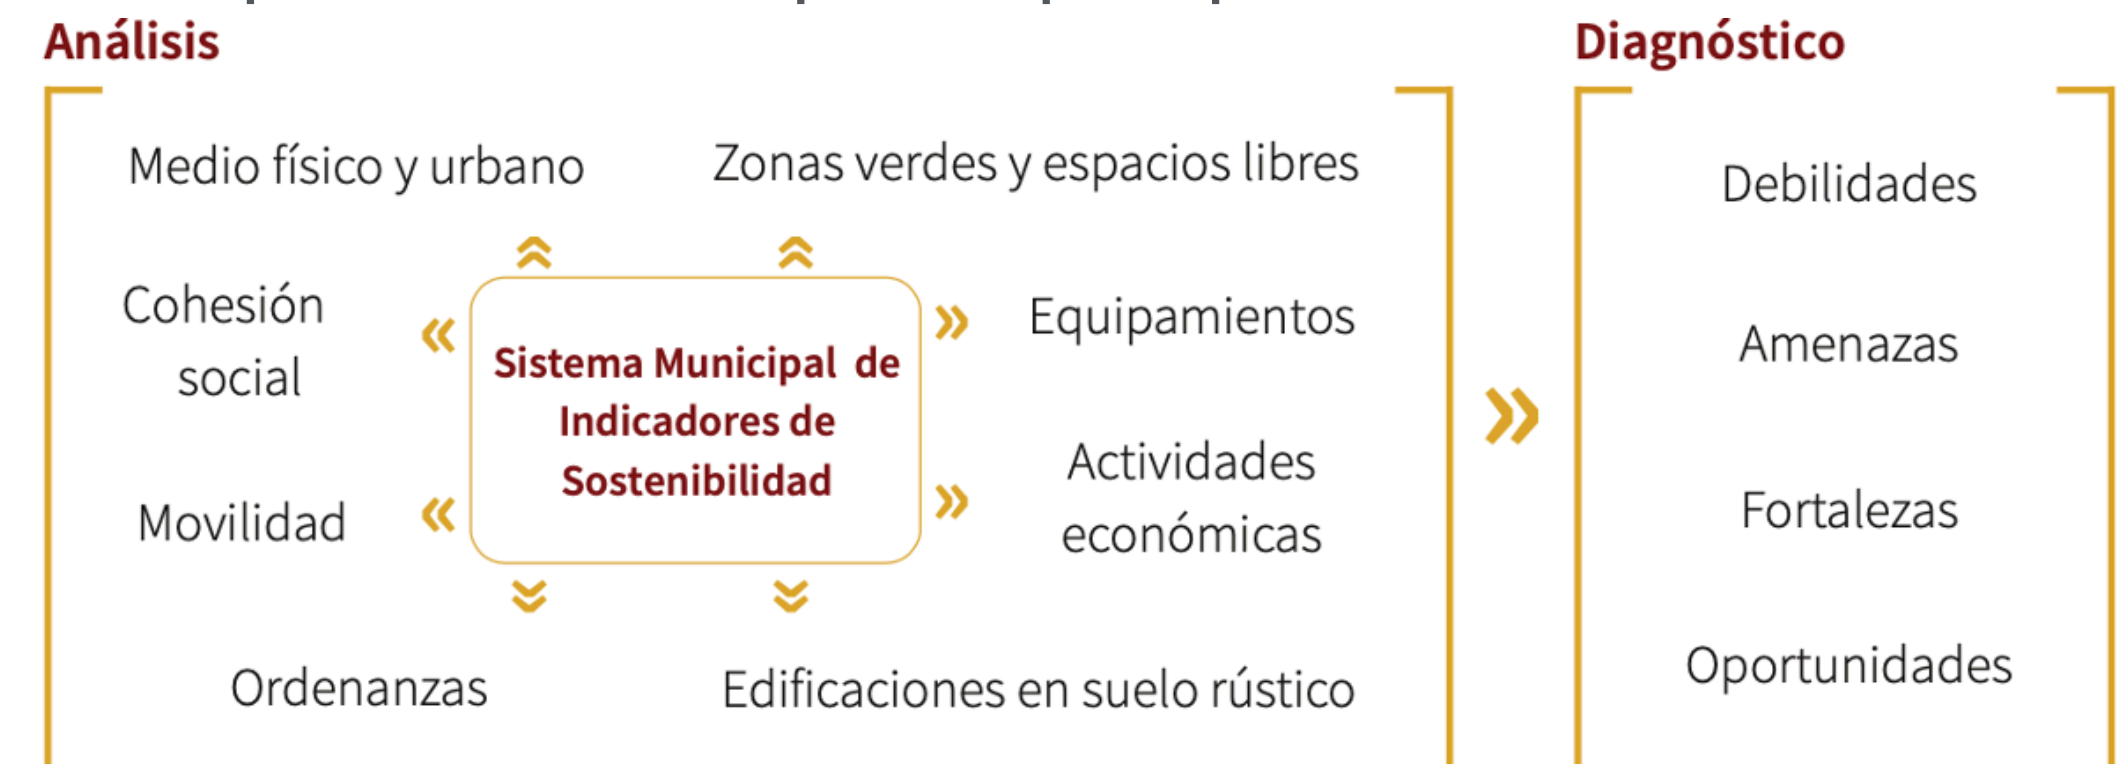 Análisis
Diagnóstico
Medio físico y urbano
Zonas verdes y espacios libres
Cohesión
social
Equipamientos
Sistema Municipal de
Indicadores de
Sostenibilidad
Movilidad
Actividades
económicas
Ordenanzas
Edificaciones en suelo rústico
Debilidades
Amenazas
Fortalezas
Oportunidades